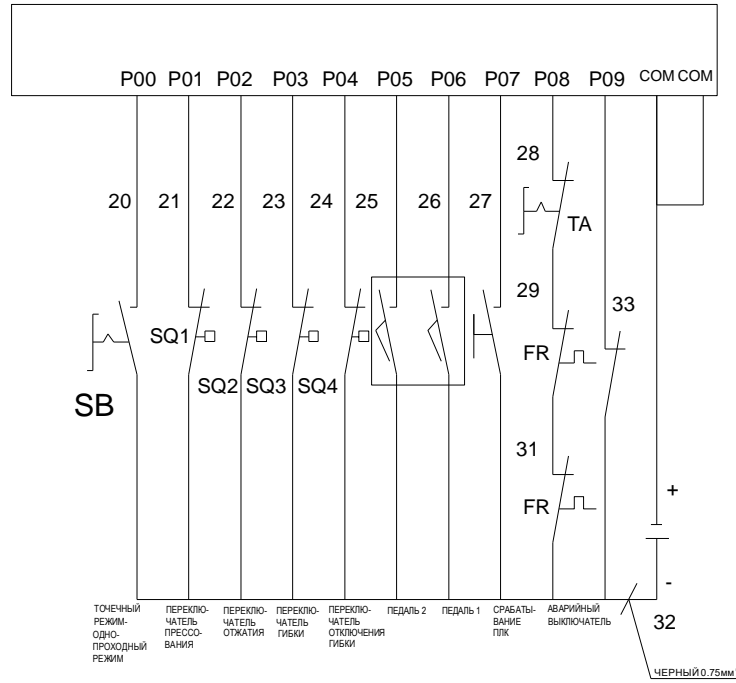 P00 P01 P02 P03 P04 P05 P06 P07 P08 P09 COM COM
28
20 21 22 23 24 25 26 27
TA
29 33
SQ1 FR
SQ2 SQ3 SQ4
SB
31
FR
+
-
32
ТОЧЕЧНЫЙ
РЕЖИМ-
ОДНО-
ПРОХОДНЫЙ
РЕЖИМ
ПЕРЕКЛЮ-
ЧАТЕЛЬ
ПРЕССО-
ВАНИЯ
ПЕРЕКЛЮ-
ЧАТЕЛЬ
ОТЖАТИЯ
ПЕРЕКЛЮ-
ЧАТЕЛЬ
ГИБКИ
ПЕРЕКЛЮ-
ЧАТЕЛЬ
ОТКЛЮЧЕНИЯ
ГИБКИ
ПЕДАЛЬ 2
ПЕДАЛЬ 1
СРАБАТЫ-
ВАНИЕ
ПЛК
АВАРИЙНЫЙ
ВЫКЛЮЧАТЕЛЬ
ЧЕРНЫЙ 0.75мм²